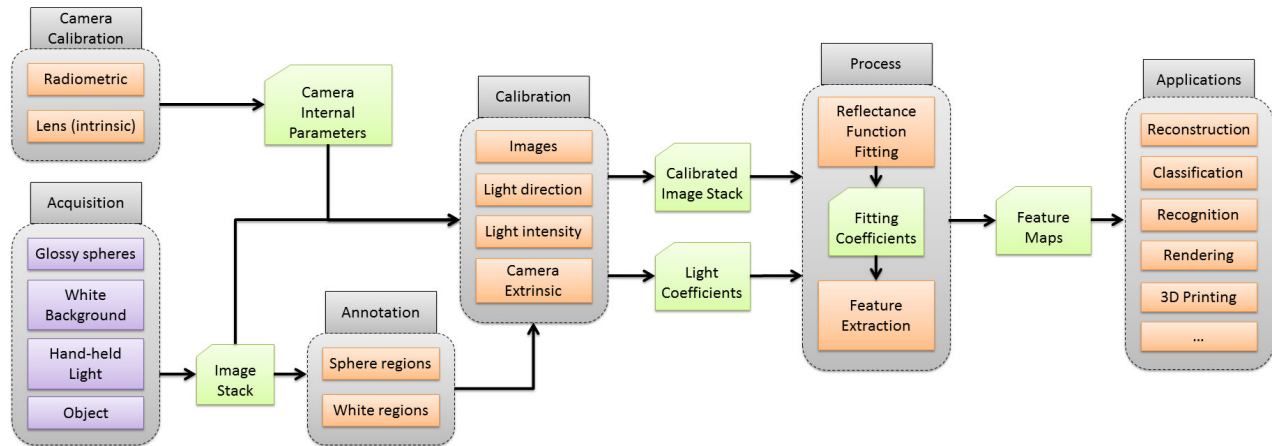 Camera
Calibration
Radiometric
Lens (intrinsic)
Camera
Internal
Parameters
Acquisition
Glossy spheres
White
Background
Hand-held
Light
Object
Image
Stack
Annotation
Sphere regions
White regions
Calibration
Images
Light direction
Light intensity
Camera
Extrinsic
Calibrated
Image Stack
Light
Coefficients
Process
Reflectance
Function
Fitting
Fitting
Coefficients
Feature
Extraction
Feature
Maps
Applications
Reconstruction
Classification
Recognition
Rendering
3D Printing
...